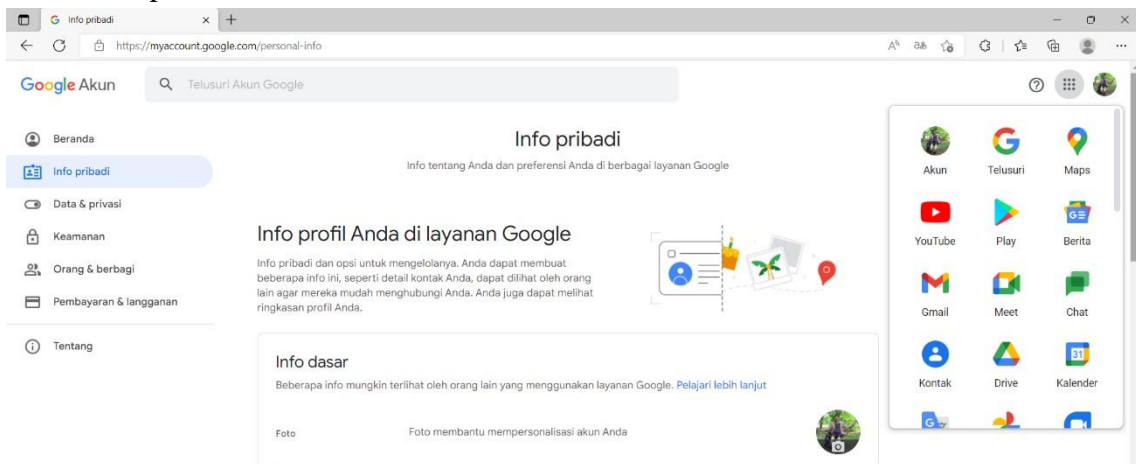 Info pribadi
https://myaccount.google.com/personal-info
Google Akun
Telusuri Akun Google
Beranda
Info pribadi
Data & privasi
Keamanan
Orang & berbagi
Pembayaran & langganan
Tentang
Info pribadi
Info tentang Anda dan preferensi Anda di berbagai layanan Google
Info profil Anda di layanan Google
Info pribadi dan opsi untuk mengelolanya. Anda dapat membuat
beberapa info ini, seperti detail kontak Anda, dapat dilihat oleh orang
lain agar mereka mudah menghubungi Anda. Anda juga dapat melihat
ringkasan profil Anda.
Info dasar
Beberapa info mungkin terlihat oleh orang lain yang menggunakan layanan Google. Pelajari lebih lanjut
Foto
Foto membantu mempersonalisasi akun Anda
Akun Telusuri Maps
YouTube Play Berita
Gmail Meet Chat
31
Kontak Drive Kalender